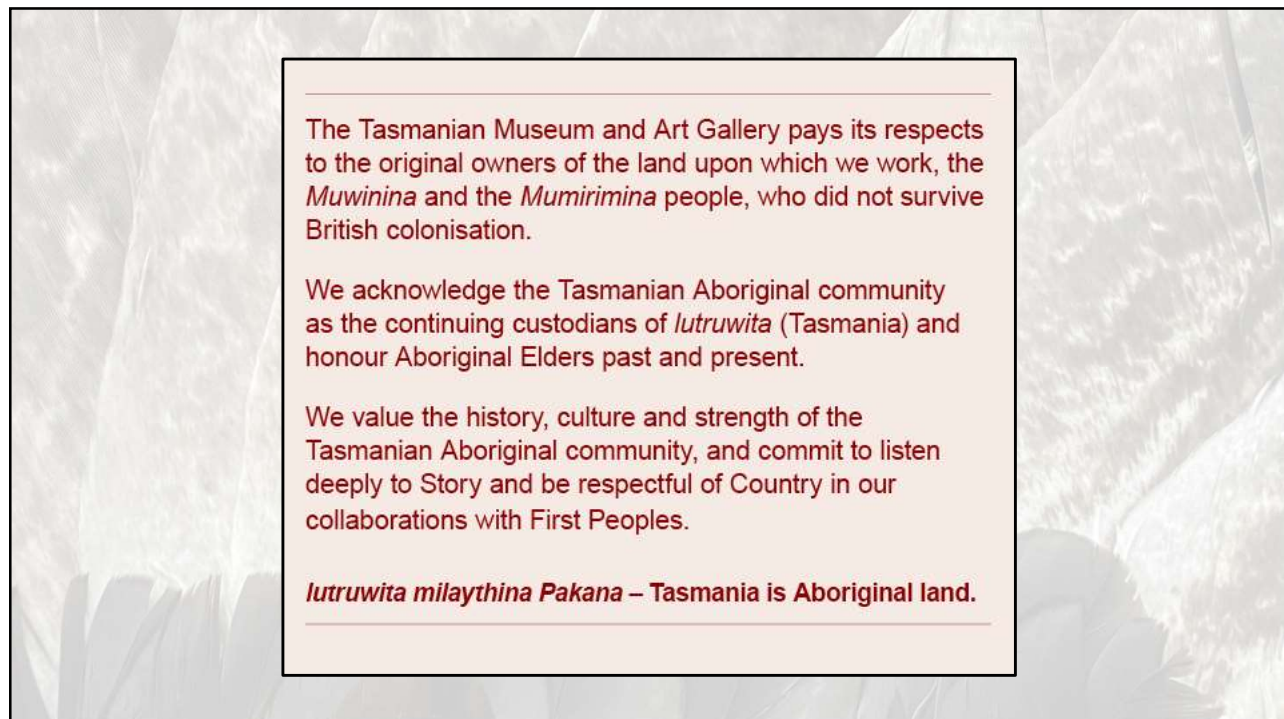 The Tasmanian Museum and Art Gallery pays its respects
to the original owners of the land upon which we work, the
Muwinina and the Mumirimina people, who did not survive
British colonisation.
We acknowledge the Tasmanian Aboriginal community
as the continuing custodians of lutruwita (Tasmania) and
honour Aboriginal Elders past and present.
We value the history, culture and strength of the
Tasmanian Aboriginal community, and commit to listen
deeply to Story and be respectful of Country in our
collaborations with First Peoples.
lutruwita milaythina Pakana – Tasmania is Aboriginal land.